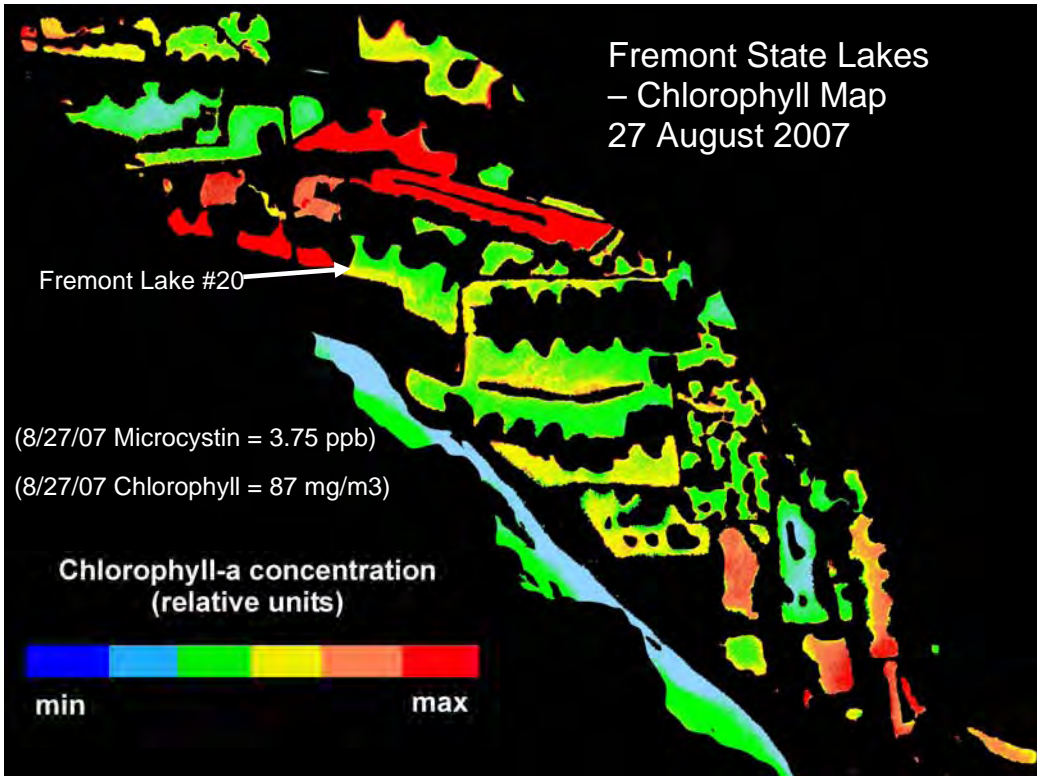 Fremont State Lakes
– Chlorophyll Map
27 August 2007
Fremont Lake #20
(8/27/07 Microcystin = 3.75 ppb)
(8/27/07 Chlorophyll = 87 mg/m3)
Chlorophyll-a concentration
(relative units)
min max